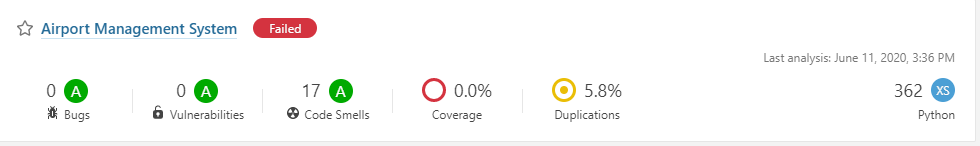 Airport Management System Failed
Last analysis: June 11, 2020, 3:36 PM
0 A 0 A 17 A 0.0% 5.8% 362 XS
Bugs Vulnerabilities Code Smells Coverage Duplications Python